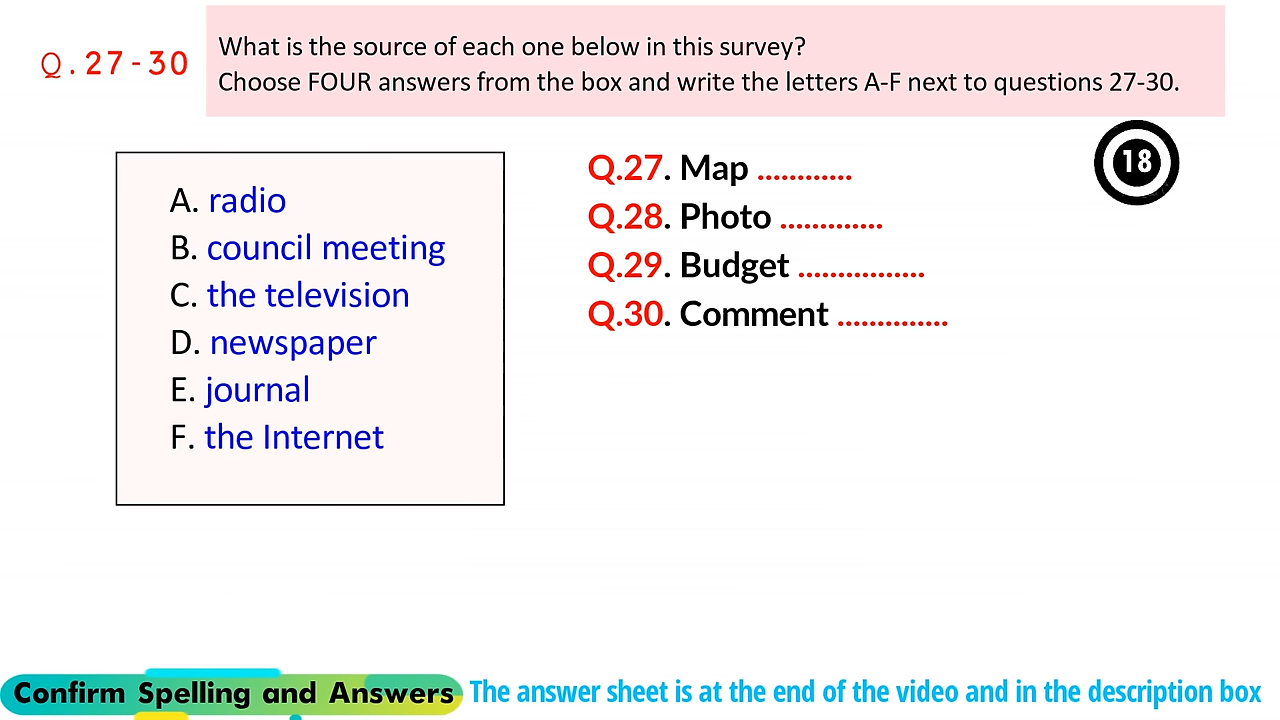 Q.27-30
What is the source of each one below in this survey?
Choose FOUR answers from the box and write the letters A-F next to questions 27-30.
18
A. radio
B. council meeting
C. the television
D. newspaper
E. journal
F. the Internet
Q.27. Map ............
Q.28. Photo .............
Q.29. Budget ................
Q.30. Comment ..............
Confirm Spelling and Answers
The answer sheet is at the end of the video and in the description box